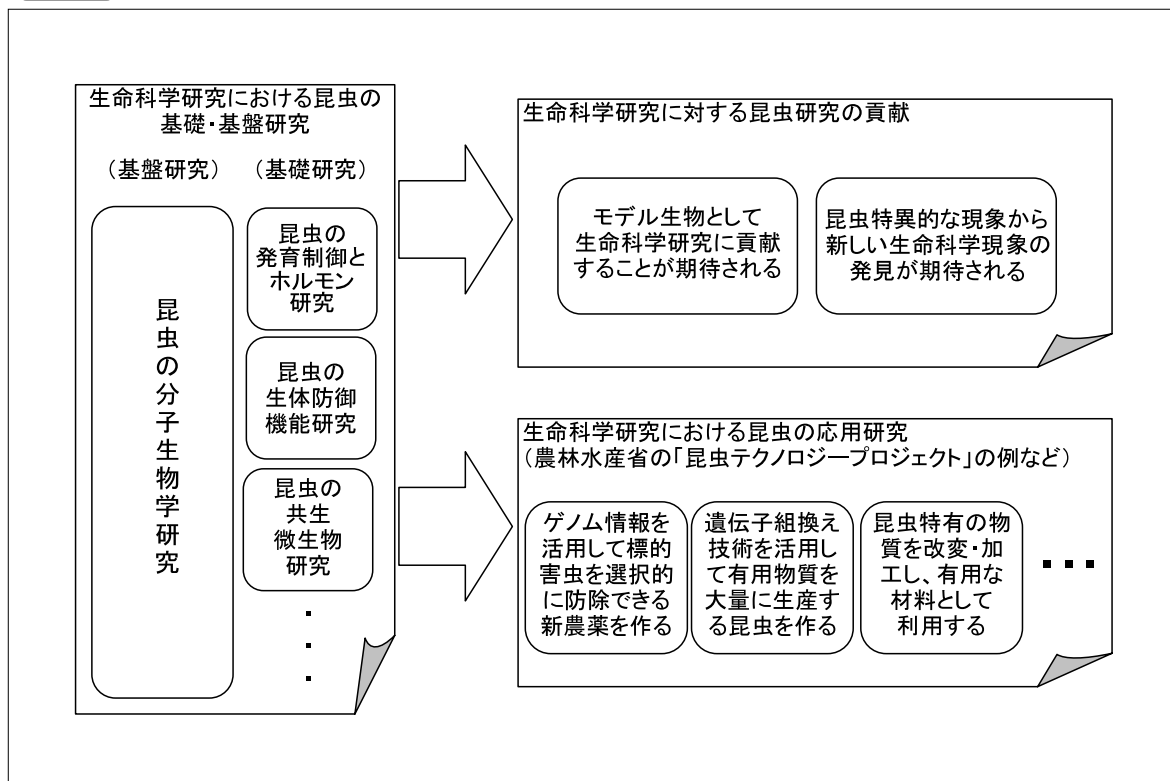 生命科学研究における昆虫の
基礎・基盤研究
（基盤研究）
（基礎研究）
昆虫の分子生物学研究
昆虫の
発育制御と
ホルモン
研究
昆虫の
生体防御
機能研究
昆虫の
共生
微生物
研究
・
・
・
生命科学研究に対する昆虫研究の貢献
モデル生物として
生命科学研究に貢献
することが期待される
昆虫特異的な現象から
新しい生命科学現象の
発見が期待される
生命科学研究における昆虫の応用研究
（農林水産省の「昆虫テクノロジープロジェクト」の例など）
ゲノム情報を
活用して標的
害虫を選択的
に防除できる
新農薬を作る
遺伝子組換え
技術を活用し
て有用物質を
大量に生産す
る昆虫を作る
昆虫特有の物
質を改変・加
工し、有用な
材料として
利用する
・・・